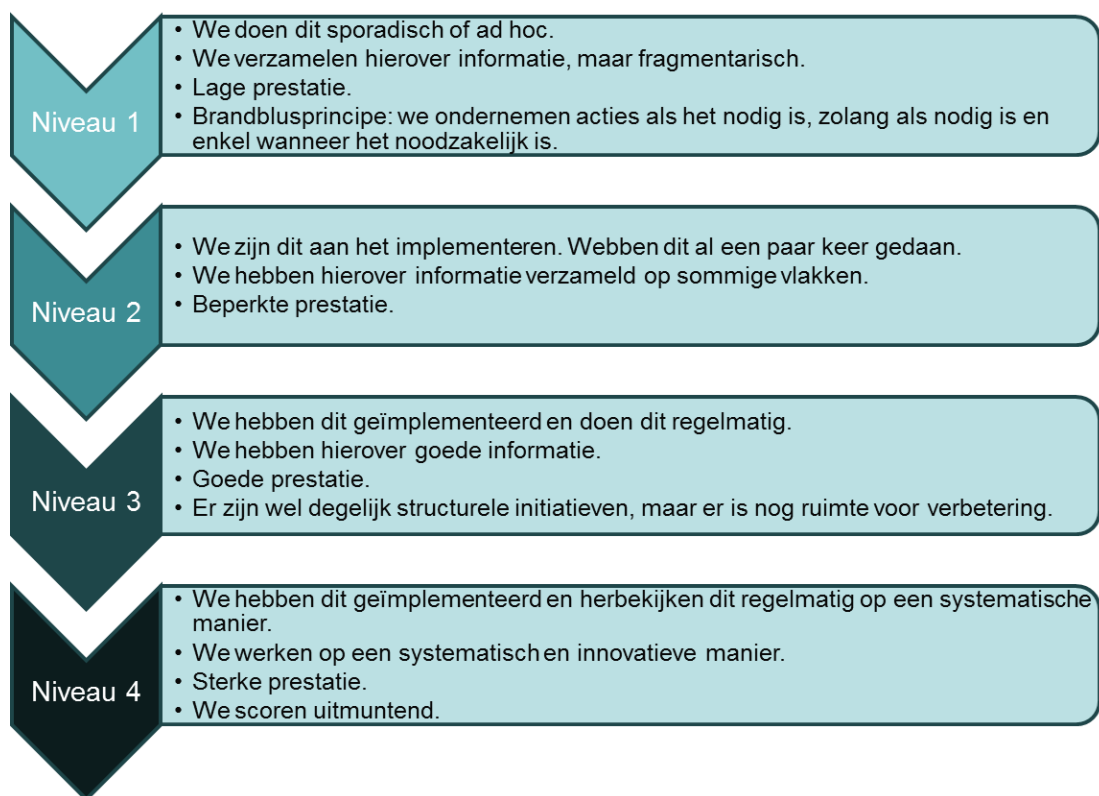 Niveau 1
• We doen dit sporadisch of ad hoc.
• We verzamelen hierover informatie, maar fragmentarisch.
• Lage prestatie.
• Brandblusprincipe: we ondernemen acties als het nodig is, zolang als nodig is en
enkel wanneer het noodzakelijk is.
Niveau 2
• We zijn dit aan het implementeren. Webben dit al een paar keer gedaan.
• We hebben hierover informatie verzameld op sommige vlakken.
• Beperkte prestatie.
Niveau 3
• We hebben dit geïmplementeerd en doen dit regelmatig.
• We hebben hierover goede informatie.
• Goede prestatie.
• Er zijn wel degelijk structurele initiatieven, maar er is nog ruimte voor verbetering.
Niveau 4
• We hebben dit geïmplementeerd en herbekijken dit regelmatig op een systematische
manier.
• We werken op een systematisch en innovatieve manier.
• Sterke prestatie.
• We scoren uitmuntend.